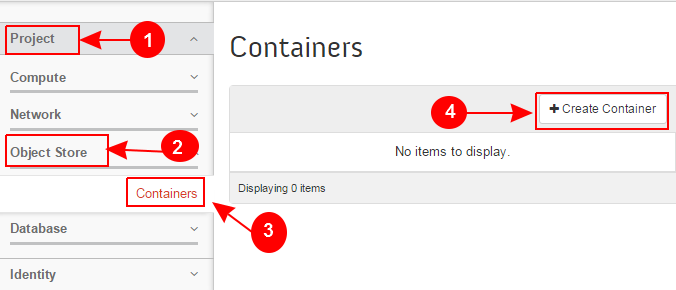 Project
1
Compute
Network
Object Store
2
Containers
3
Database
Identity
Containers
4
+ Create Container
No items to display.
Displaying 0 items